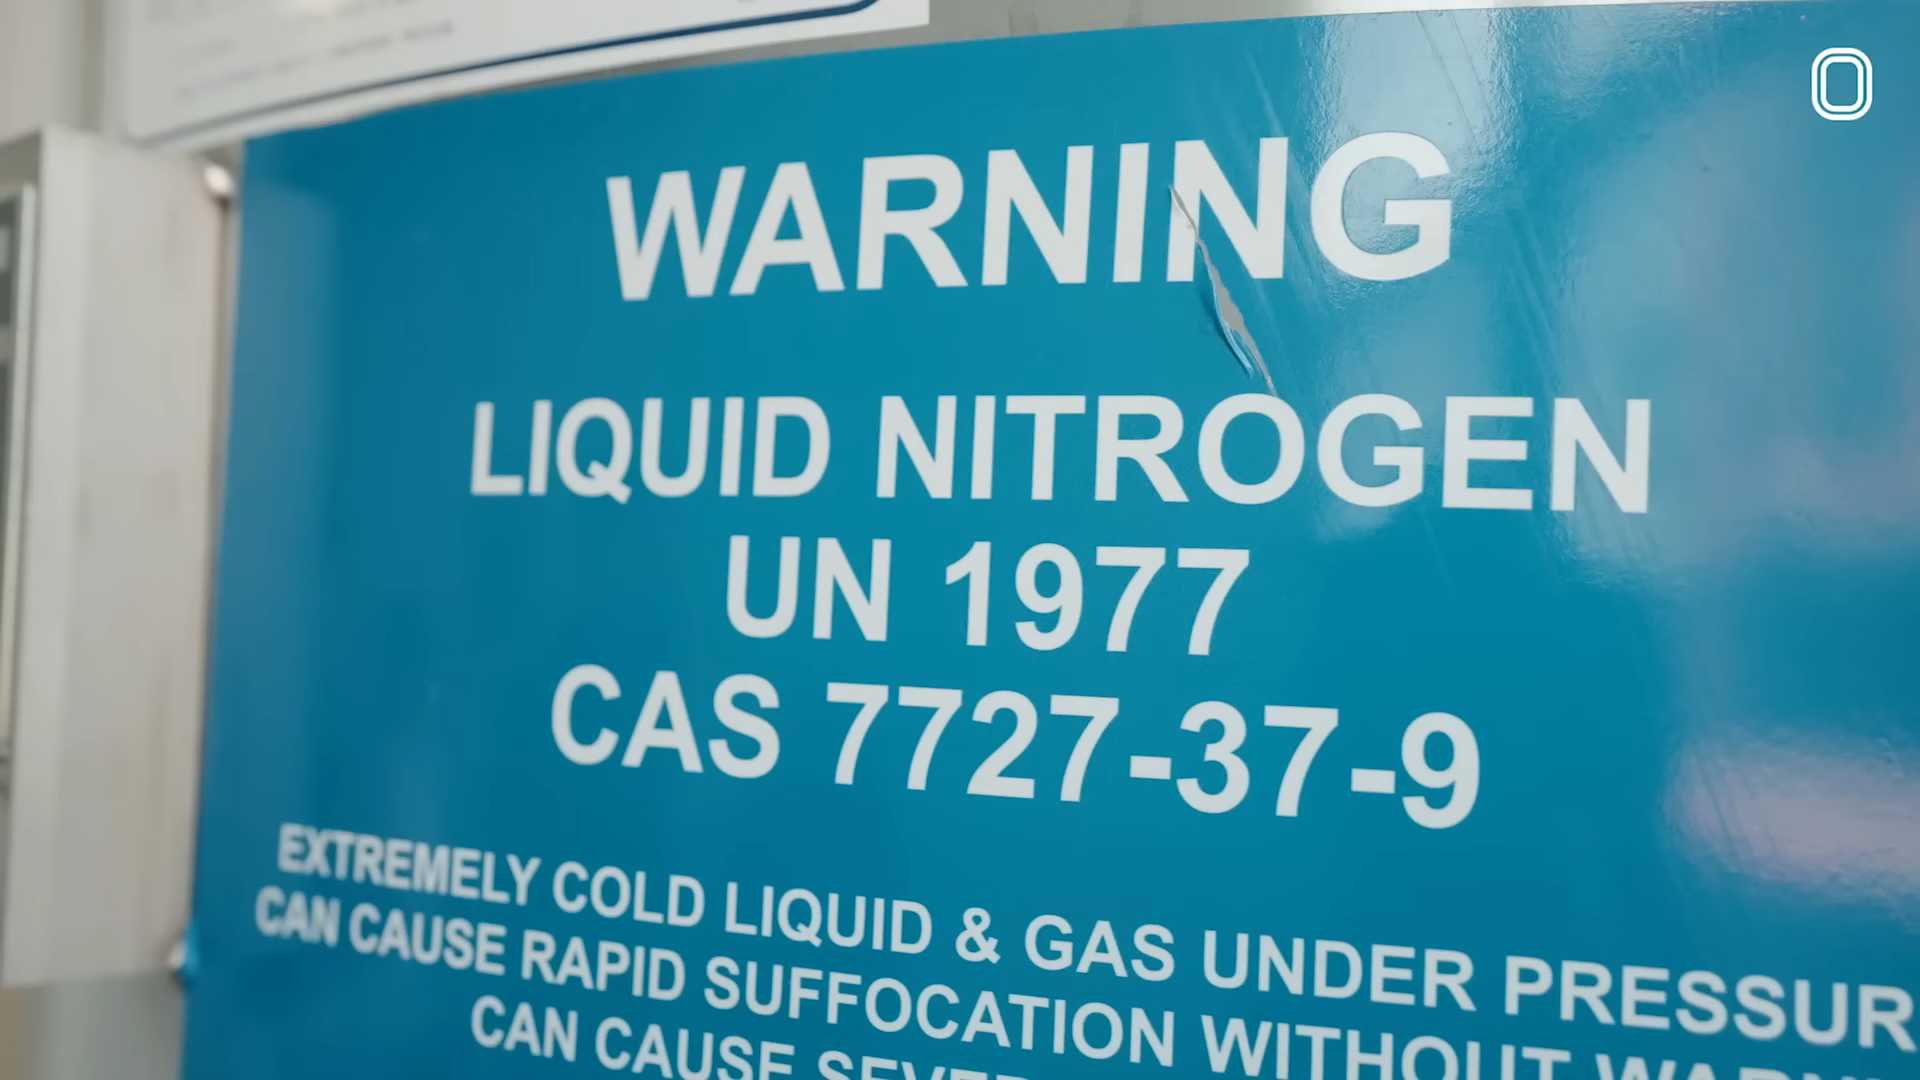 WARNING
LIQUID NITROGEN
UN 1977
CAS 7727-37-9
EXTREMELY COLD LIQUID & GAS UNDER
CAN CAUSE RAPID SUFFOCATION WITHOUT
CAN CAUSE